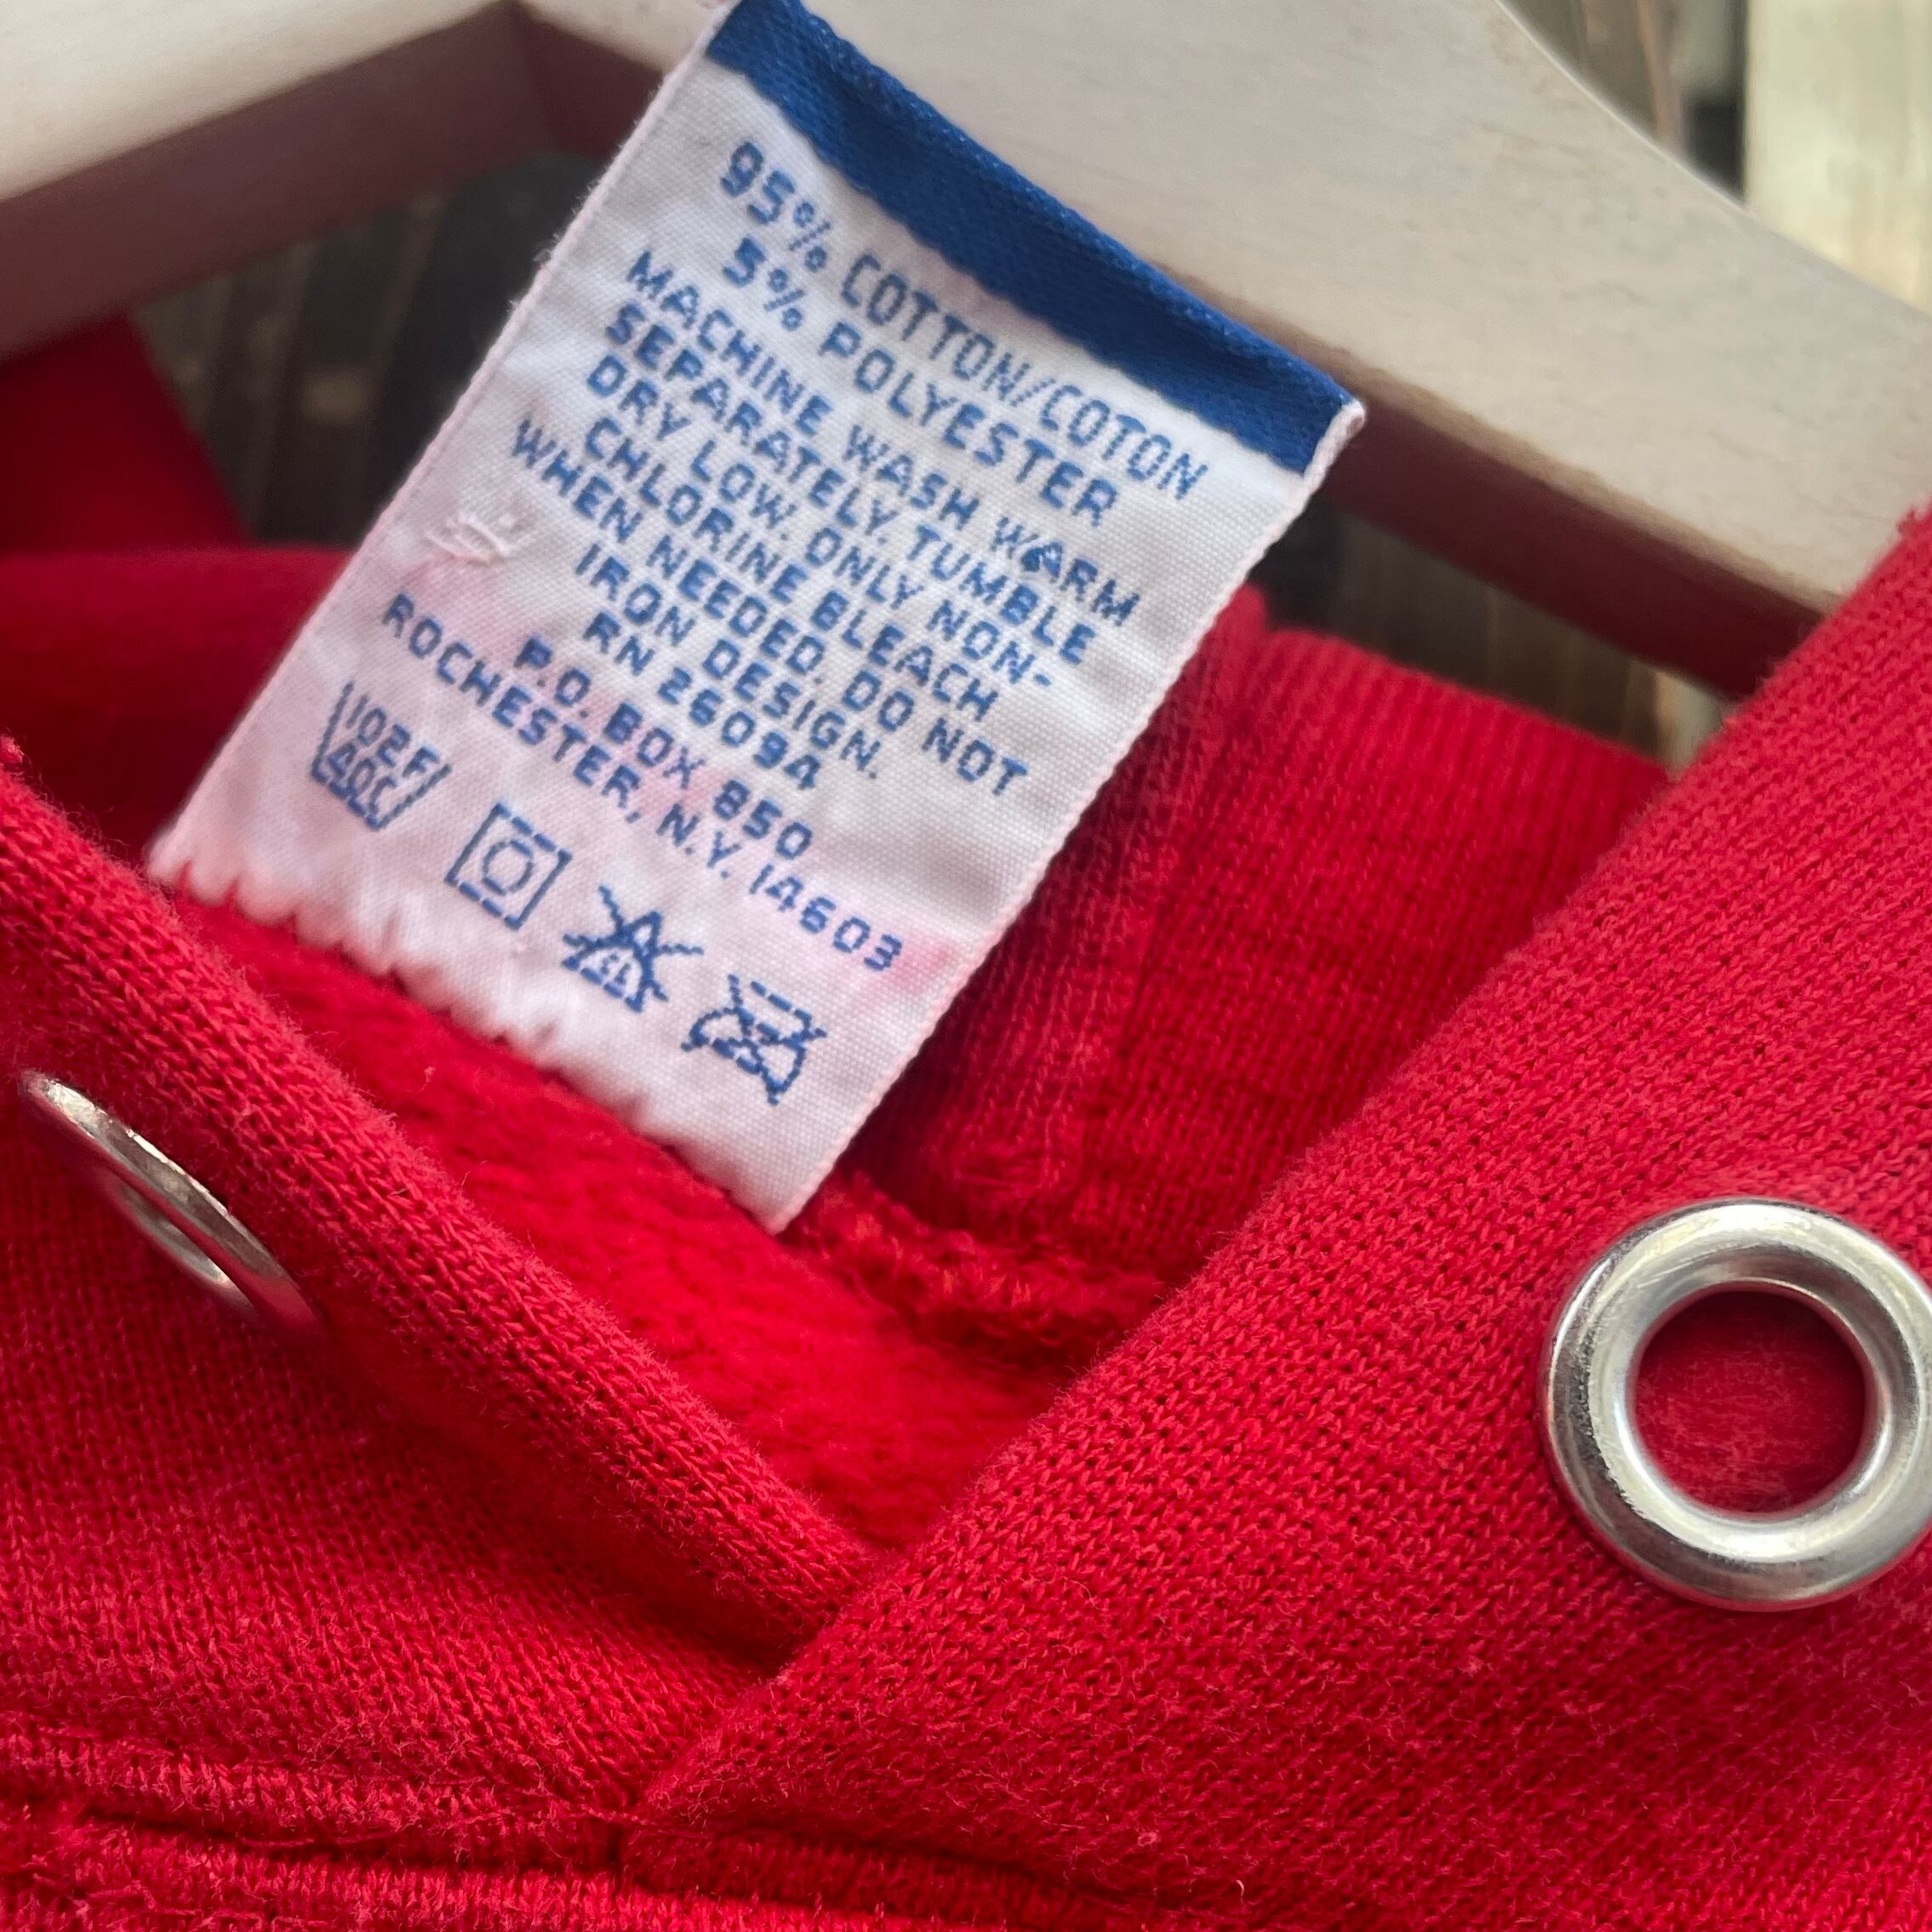 95% COTTON/COTON
5% POLYESTER
MACHINE WASH WARM
SEPARATELY. TUMBLE
DRY LOW. ONLY NON-
CHLORINE BLEACH
WHEN NEEDED. DO NOT
IRON DESIGN.
RN 26094
P.O. BOX 850
ROCHESTER, N.Y. 14603
102F
40C
CL